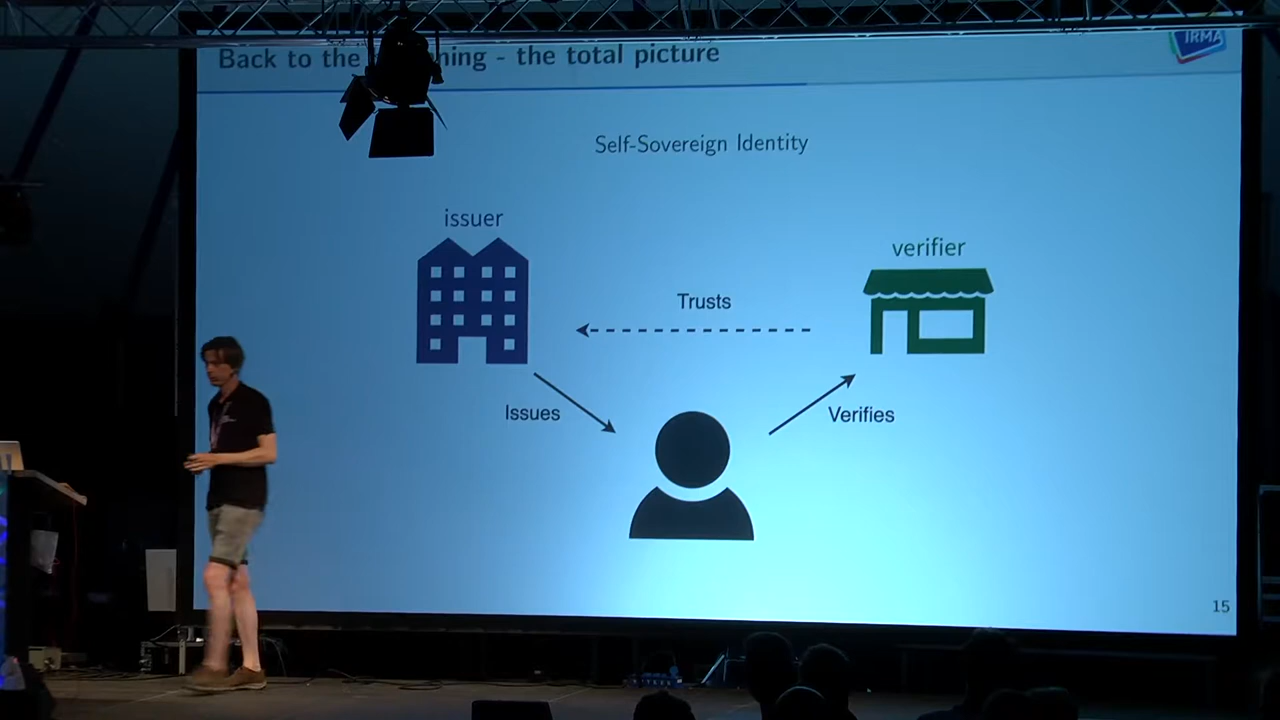 Back to the ning - the total picture
IRMA
Self-Sovereign Identity
issuer
verifier
Trusts
Issues
Verifies
15